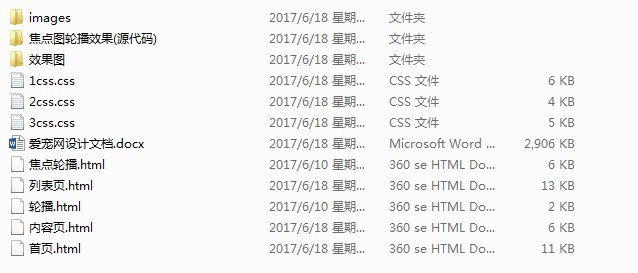 images 2017/6/18 星期... 文件夹
焦点图轮播效果(源代码) 2017/6/18 星期... 文件夹
效果图 2017/6/18 星期... 文件夹
1css.css 2017/6/18 星期... CSS 文件 6 KB
2css.css 2017/6/18 星期... CSS 文件 4 KB
3css.css 2017/6/18 星期... CSS 文件 5 KB
爱宠网设计文档.docx 2017/6/18 星期... Microsoft Word ... 2,906 KB
焦点轮播.html 2017/6/10 星期... 360 se HTML Do... 6 KB
列表页.html 2017/6/18 星期... 360 se HTML Do... 13 KB
轮播.html 2017/6/10 星期... 360 se HTML Do... 2 KB
内容页.html 2017/6/18 星期... 360 se HTML Do... 6 KB
首页.html 2017/6/18 星期... 360 se HTML Do... 11 KB